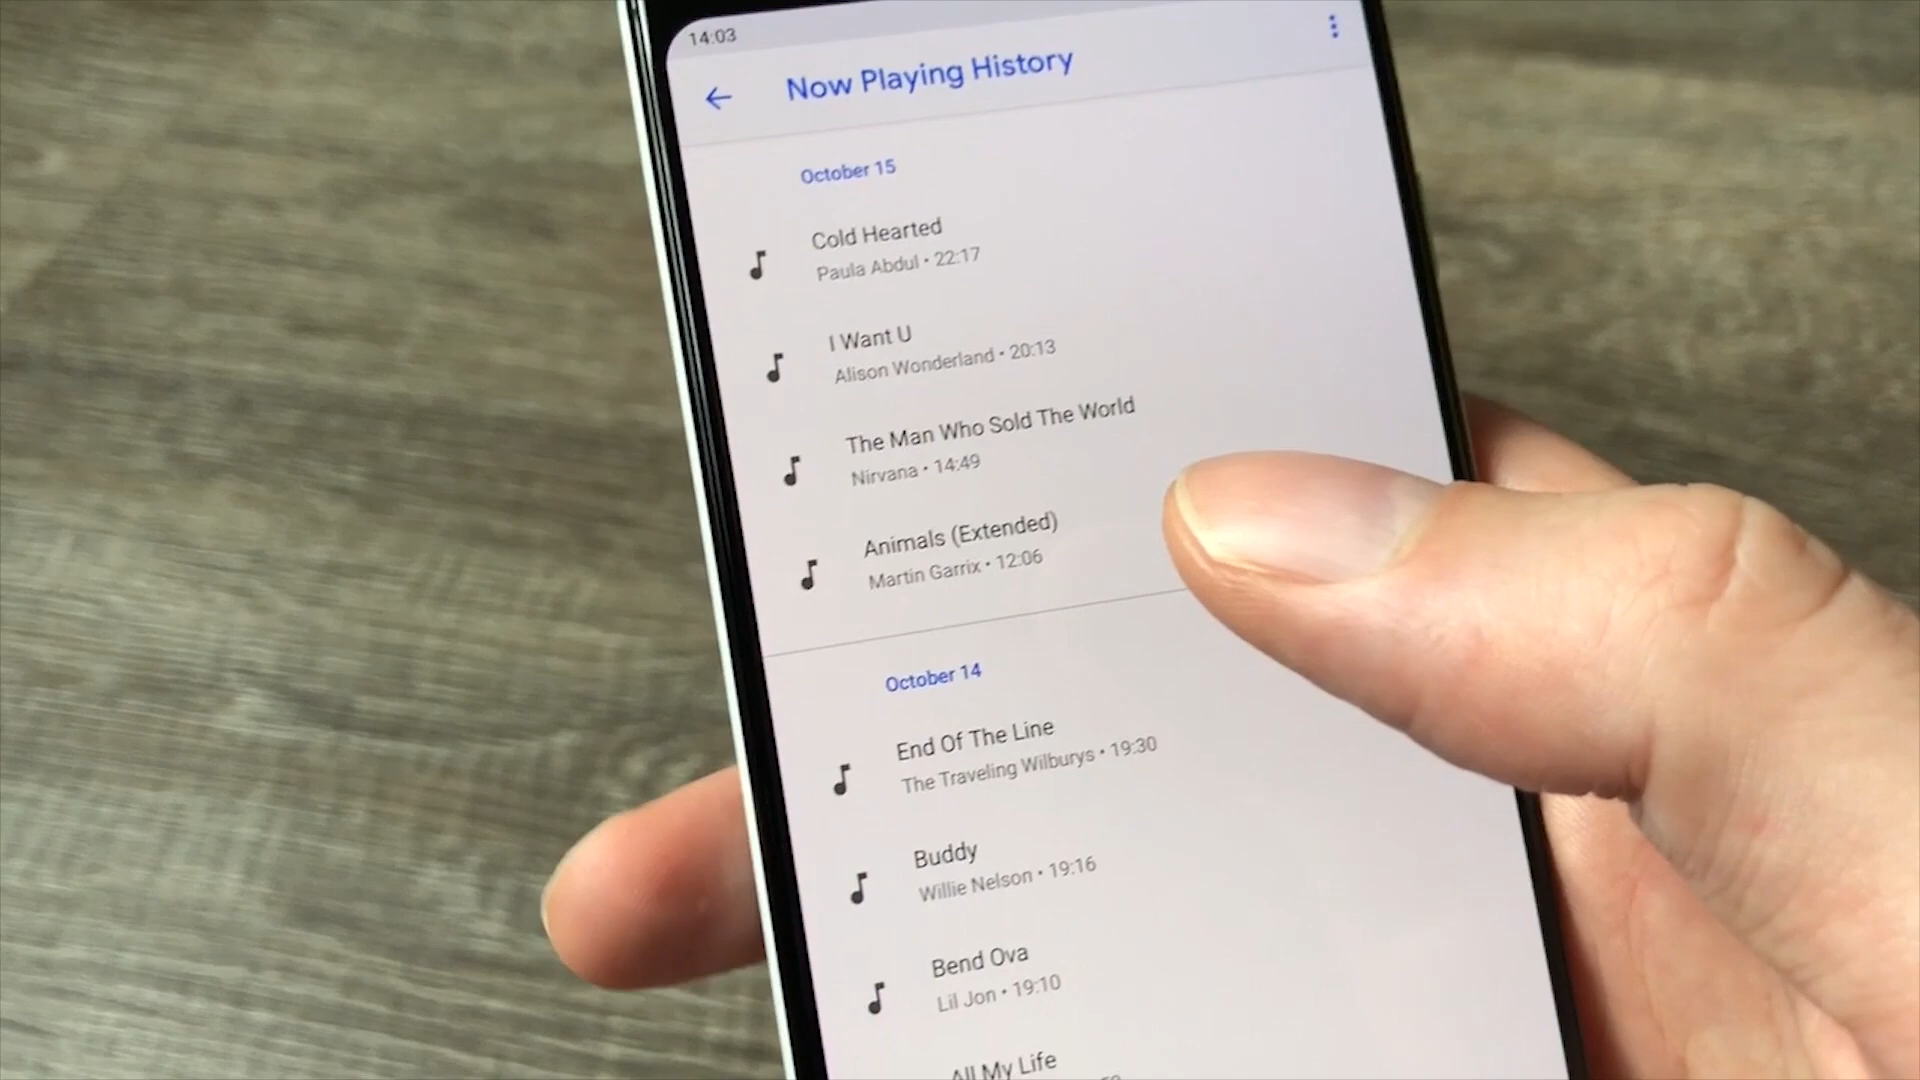 14:03
Now Playing History
October 15
Cold Hearted
Paula Abdul • 22:17
I Want U
Alison Wonderland • 20:13
The Man Who Sold The World
Nirvana • 14:49
Animals (Extended)
Martin Garrix • 12:06
October 14
End Of The Line
The Traveling Wilburys • 19:30
Buddy
Willie Nelson • 19:16
Bend Ova
Lil Jon • 19:10
All My Life